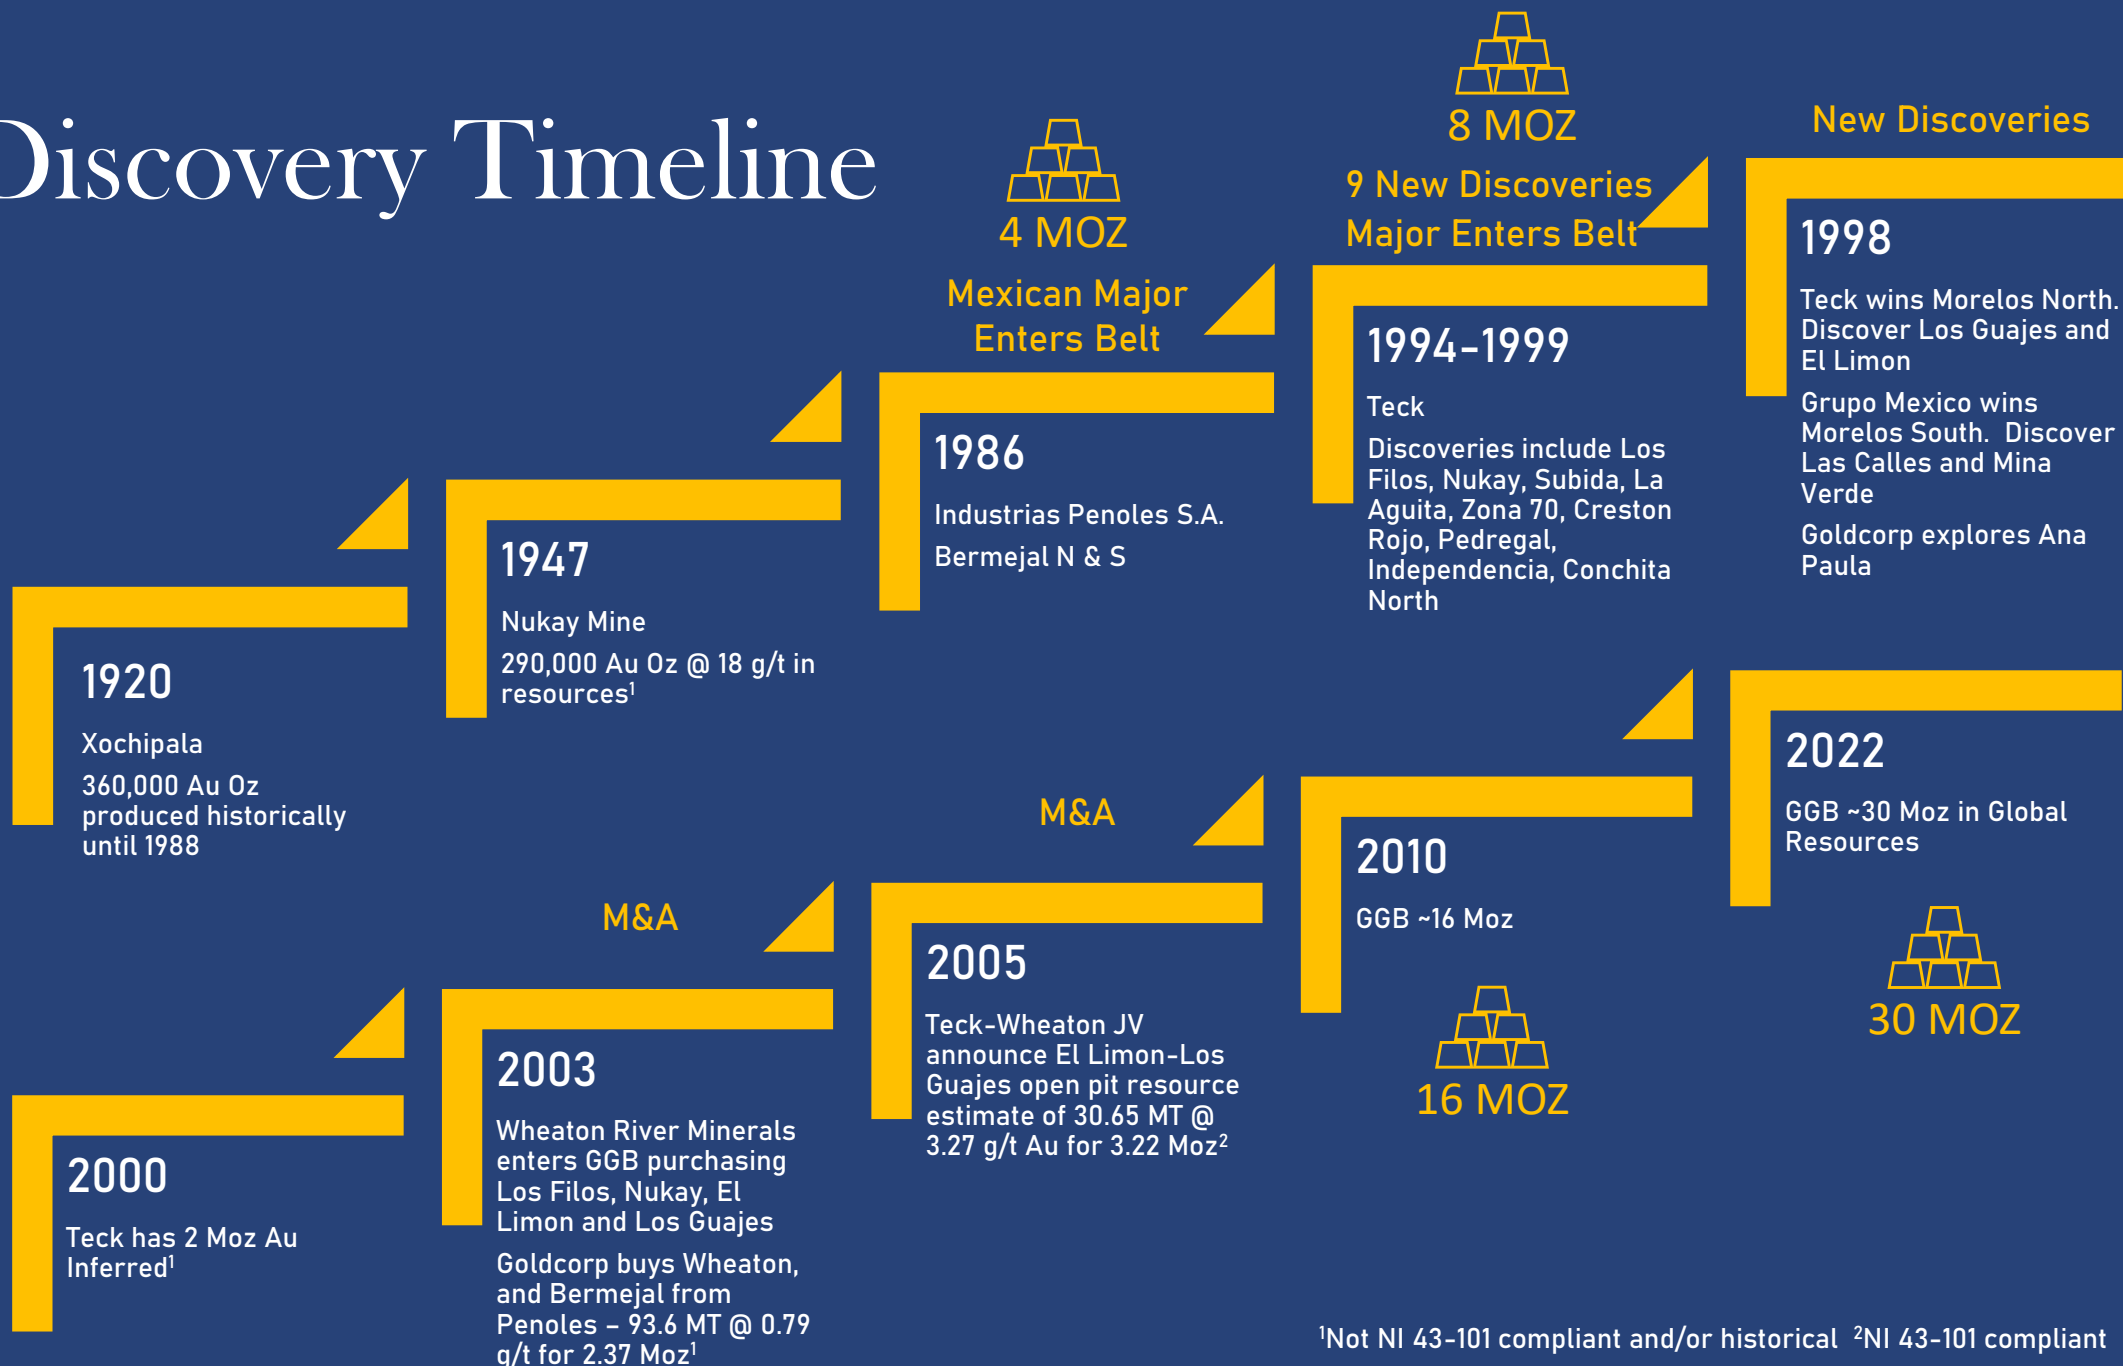 Discovery Timeline
1920
Xochipala
360,000 Au Oz
produced historically
until 1988
1947
Nukay Mine
290,000 Au Oz @ 18 g/t in
resources¹
4 MOZ
Mexican Major
Enters Belt
1986
Industrias Penoles S.A.
Bermejal N & S
8 MOZ
9 New Discoveries
Major Enters Belt
1994-1999
Teck
Discoveries include Los
Filos, Nukay, Subida, La
Aguita, Zona 70, Creston
Rojo, Pedregal,
Independencia, Conchita
North
New Discoveries
1998
Teck wins Morelos North.
Discover Los Guajes and
El Limon
Grupo Mexico wins
Morelos South.  Discover
Las Calles and Mina
Verde
Goldcorp explores Ana
Paula
2000
Teck has 2 Moz Au
Inferred¹
M&A
2003
Wheaton River Minerals
enters GGB purchasing
Los Filos, Nukay, El
Limon and Los Guajes
Goldcorp buys Wheaton,
and Bermejal from
Penoles – 93.6 MT @ 0.79
g/t for 2.37 Moz¹
M&A
2005
Teck-Wheaton JV
announce El Limon-Los
Guajes open pit resource
estimate of 30.65 MT @
3.27 g/t Au for 3.22 Moz²
2010
GGB ~16 Moz
16 MOZ
2022
GGB ~30 Moz in Global
Resources
30 MOZ
¹Not NI 43-101 compliant and/or historical  ²NI 43-101 compliant